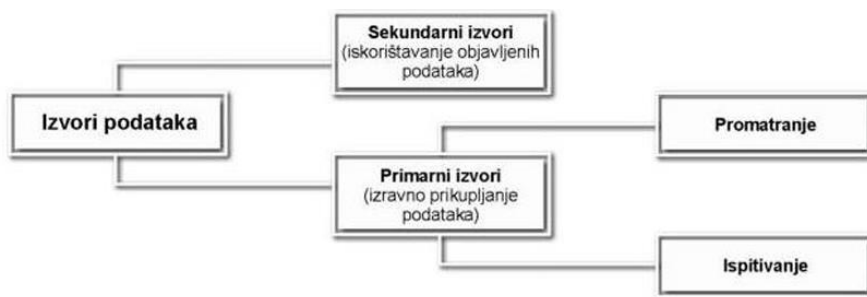 Sekundarni izvori
(iskorištavanje objavljenih
podataka)
Izvori podataka
Promatranje
Primarni izvori
(izravno prikupljanje
podataka)
Ispitivanje